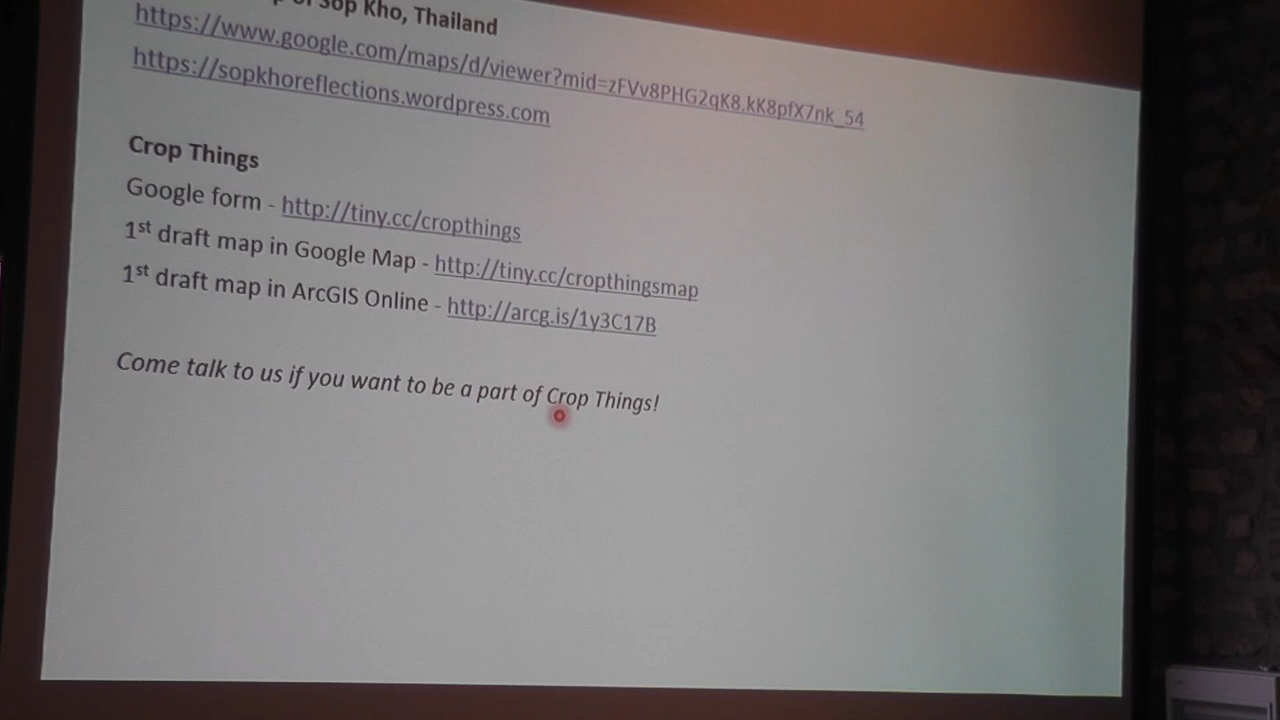 of Sop Kho, Thailand
https://www.google.com/maps/d/viewer?mid=zFVv8PHG2qK8.kK8pfX7nk_54
https://sopkhoreflections.wordpress.com
Crop Things
Google form - http://tiny.cc/cropthings
1st draft map in Google Map - http://tiny.cc/cropthingsmap
1st draft map in ArcGIS Online - http://arcg.is/1y3C17B
Come talk to us if you want to be a part of Crop Things!